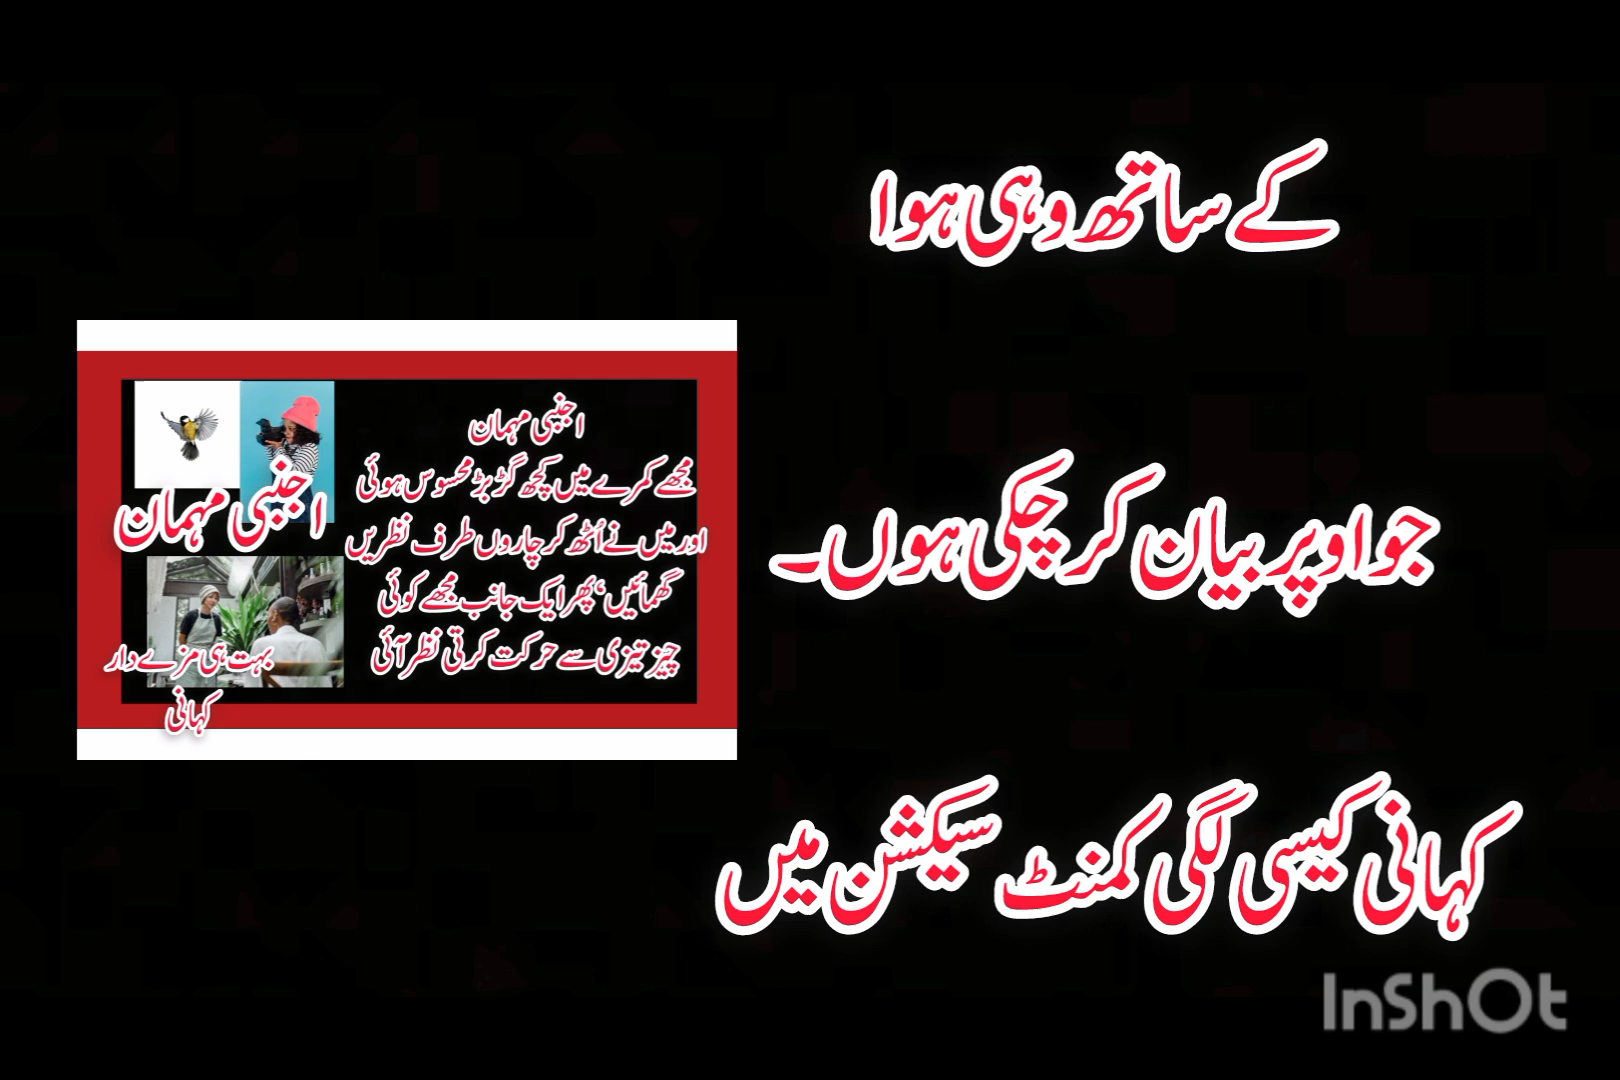 کے ساتھ وہی ہوا
جو اوپر بیان کر چکی ہوں۔
کہانی کیسی لگی کمنٹ سیکشن میں
اجنبی مہمان
مجھے کمرے میں کچھ گڑبڑ محسوس ہوئی
اور میں نے اُٹھ کر چاروں طرف نظریں
گھمائیں‘ پھر ایک جانب مجھے کوئی
چیز تیزی سے حرکت کرتی نظر آئی
اجنبی مہمان
بہت ہی مزے دار
کہانی
InShOt